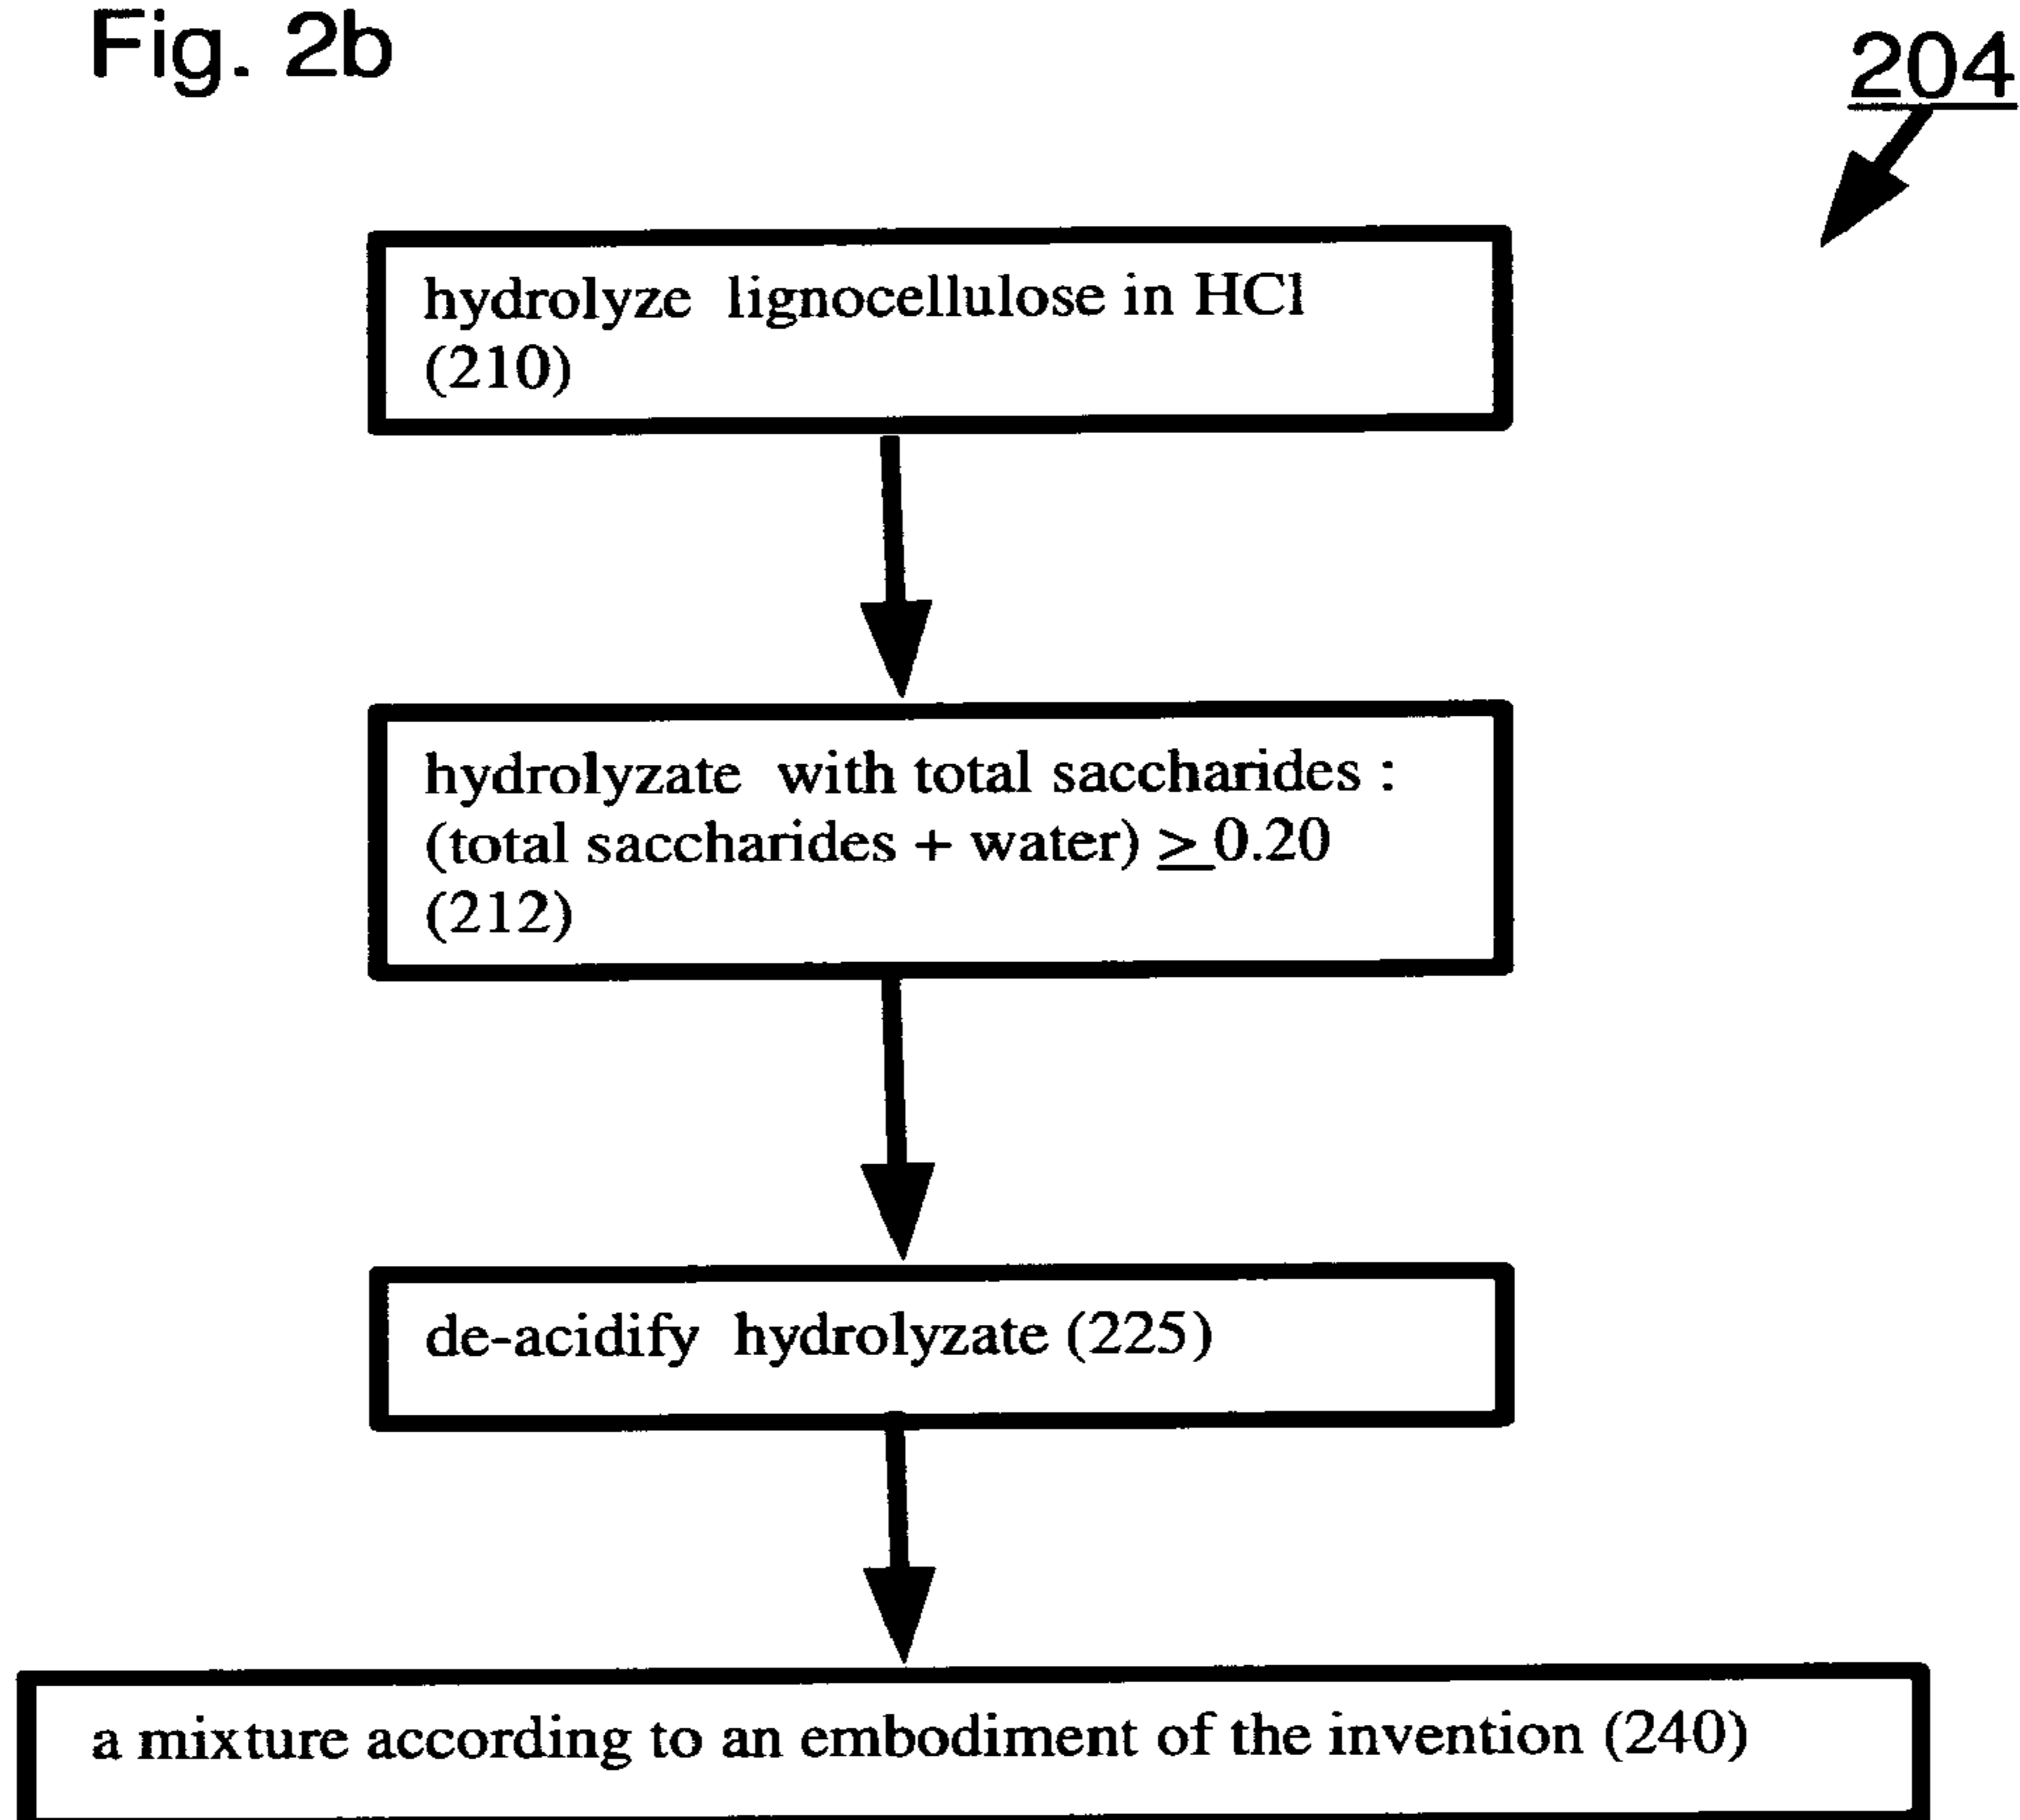 Fig. 2b
204
hydrolyze lignocellulose in HCl
(210)
hydrolyzate with total saccharides :
(total saccharides + water) ≥ 0.20
(212)
de-acidify hydrolyzate (225)
a mixture according to an embodiment of the invention (240)